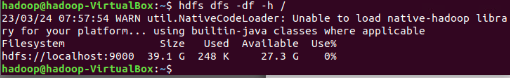 hadoop@hadoop-VirtualBox:~$ hdfs dfs -df -h /
23/03/24 07:57:54 WARN util.NativeCodeLoader: Unable to load native-hadoop libra
ry for your platform... using builtin-java classes where applicable
Filesystem Size Used Available Use%
hdfs://localhost:9000 39.1 G 248 K 27.3 G 0%
hadoop@hadoop-VirtualBox:~$